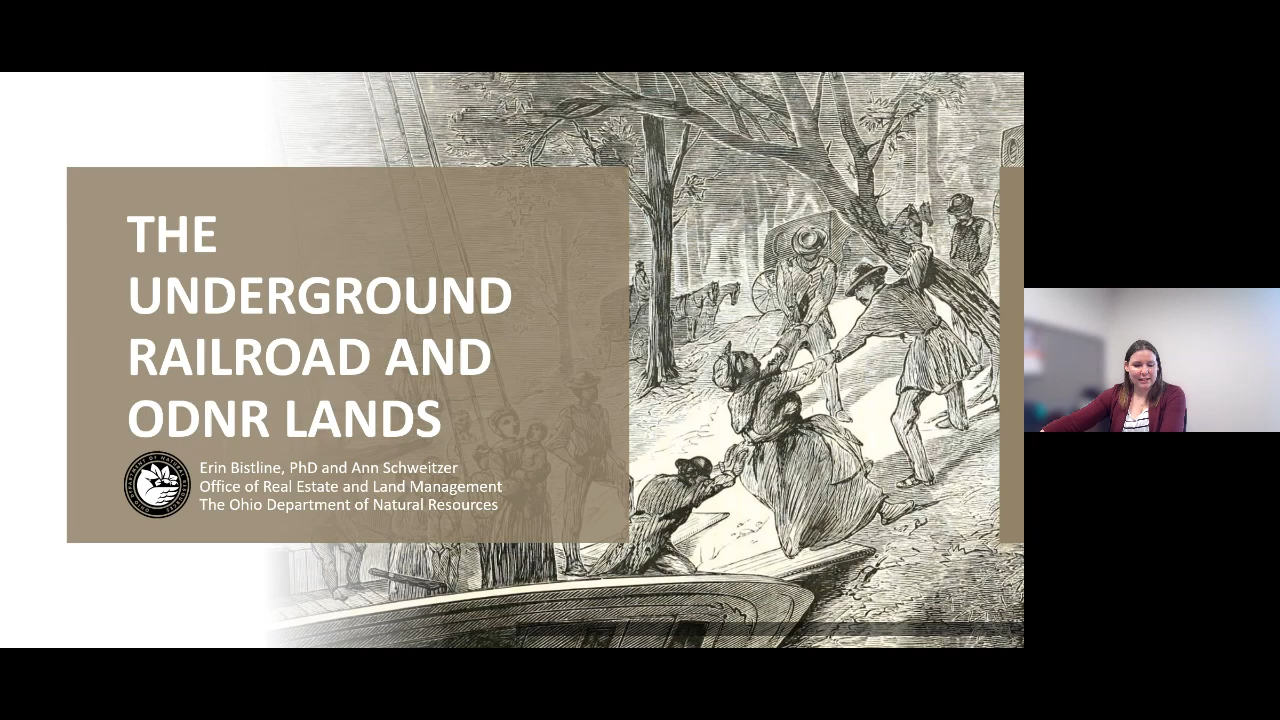 THE
UNDERGROUND
RAILROAD AND
ODNR LANDS
Erin Bistline, PhD and Ann Schweitzer
Office of Real Estate and Land Management
The Ohio Department of Natural Resources